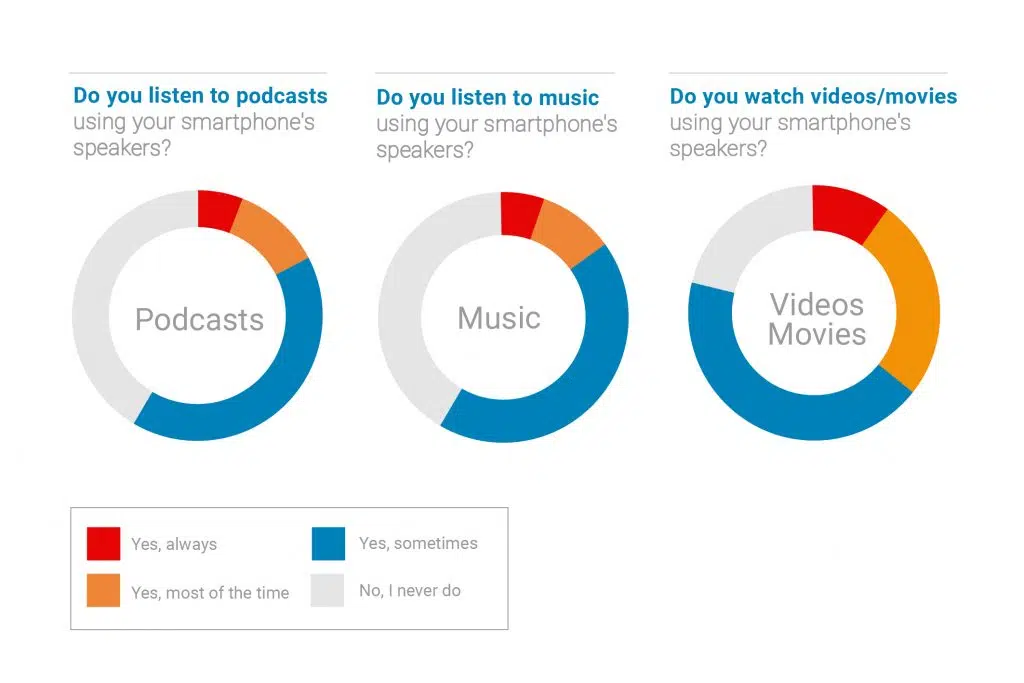 Do you listen to podcasts
using your smartphone's
speakers?
Do you listen to music
using your smartphone's
speakers?
Do you watch videos/movies
using your smartphone's
speakers?
Podcasts
Music
Videos
Movies
Yes, always
Yes, sometimes
Yes, most of the time
No, I never do